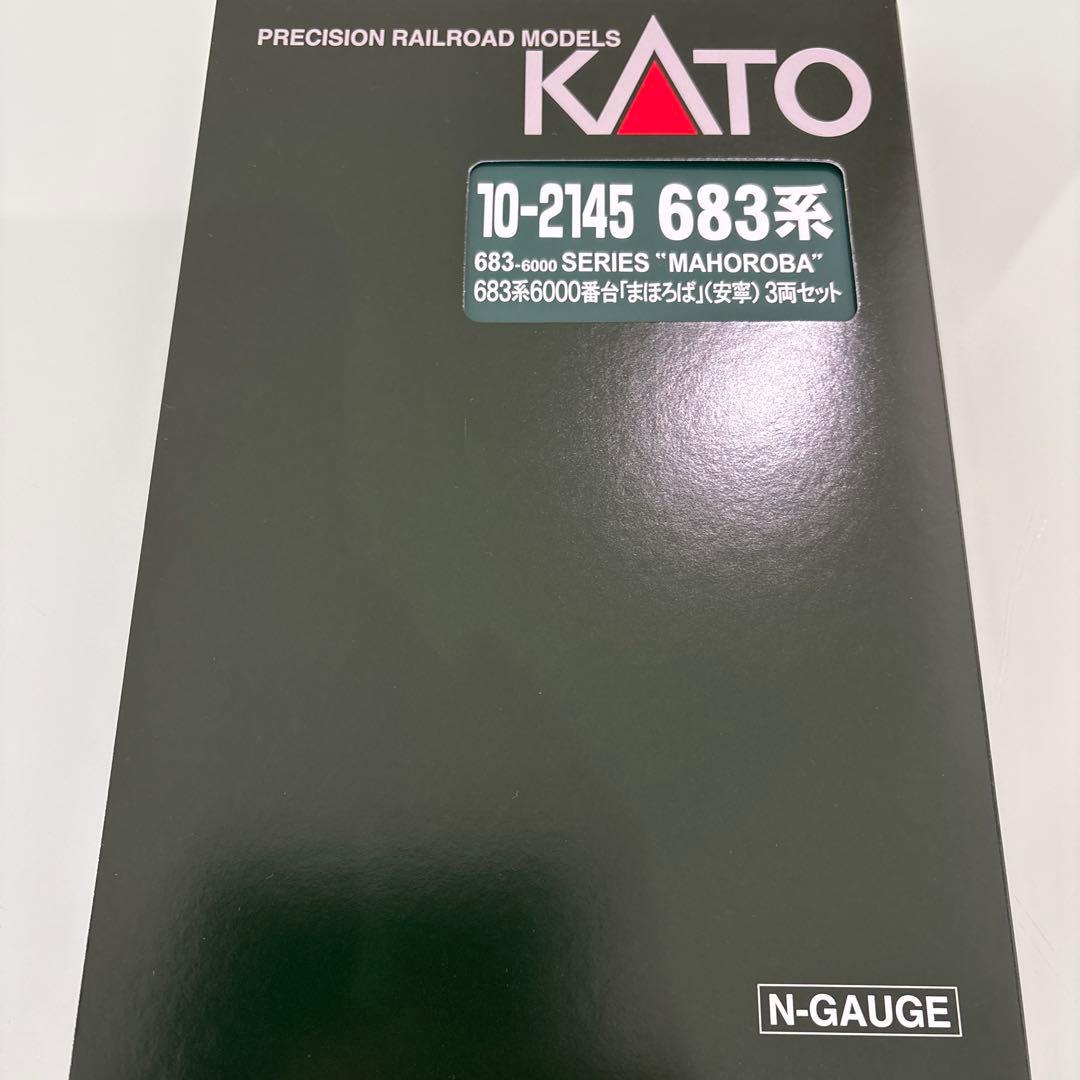 PRECISION RAILROAD MODELS
KATO
10-2145 683系
683-6000 SERIES “MAHOROBA”
683系6000番台｢まほろば｣(安寧) 3両セット
N-GAUGE